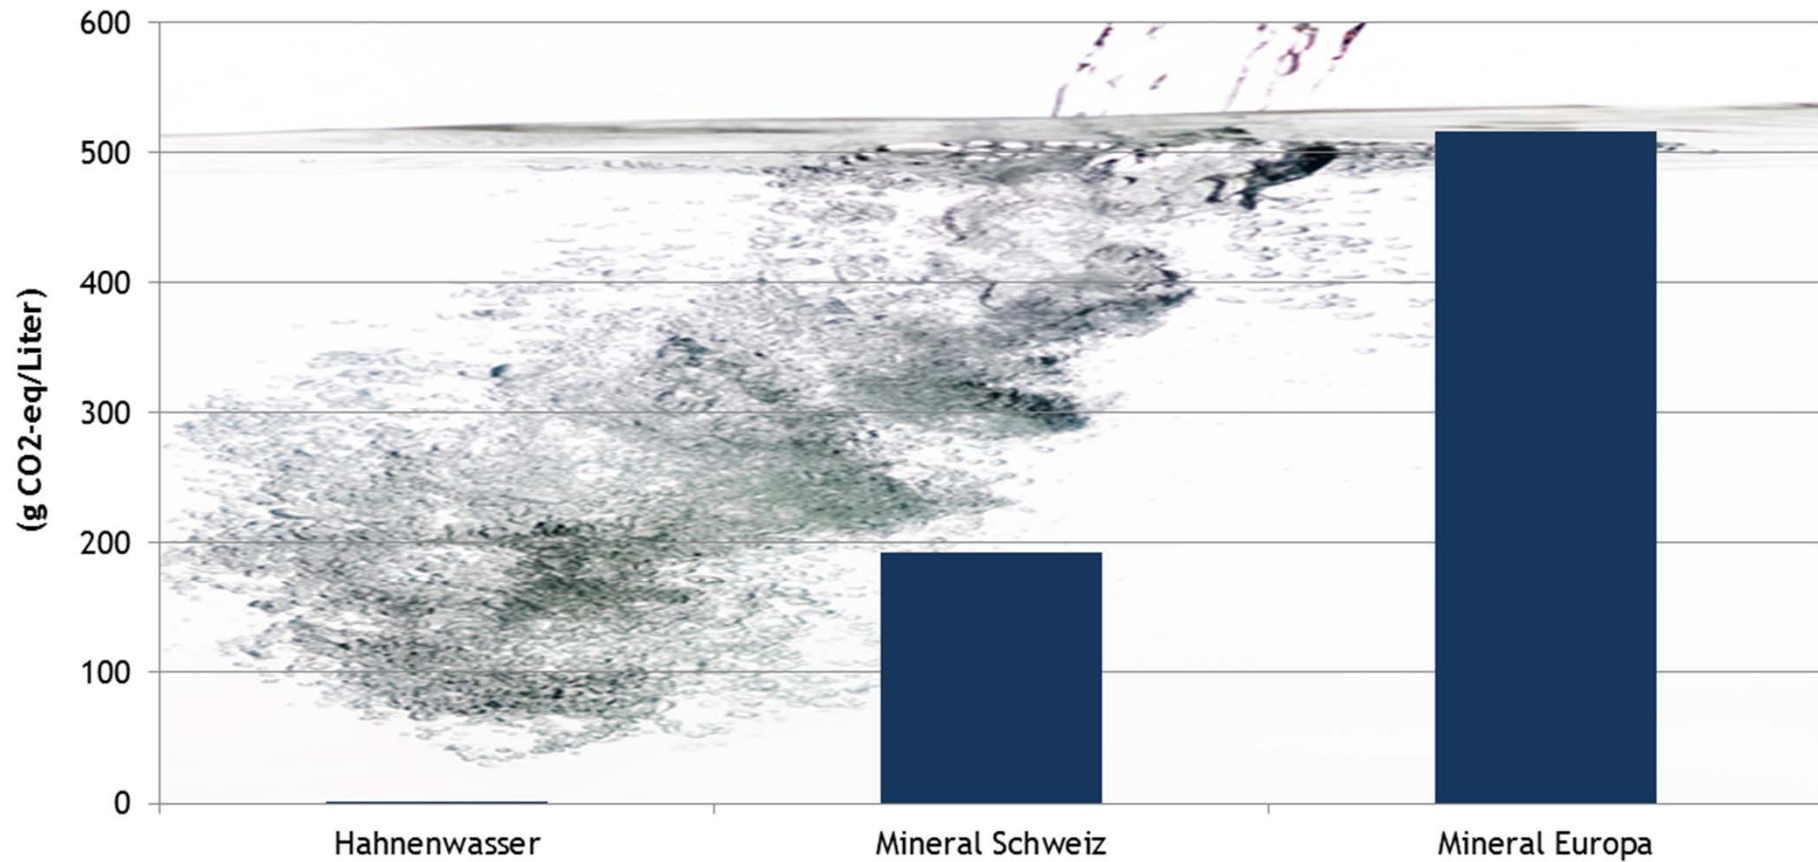 600
500
400
300
200
100
0
(g CO2-eq/Liter)
Hahnenwasser
Mineral Schweiz
Mineral Europa